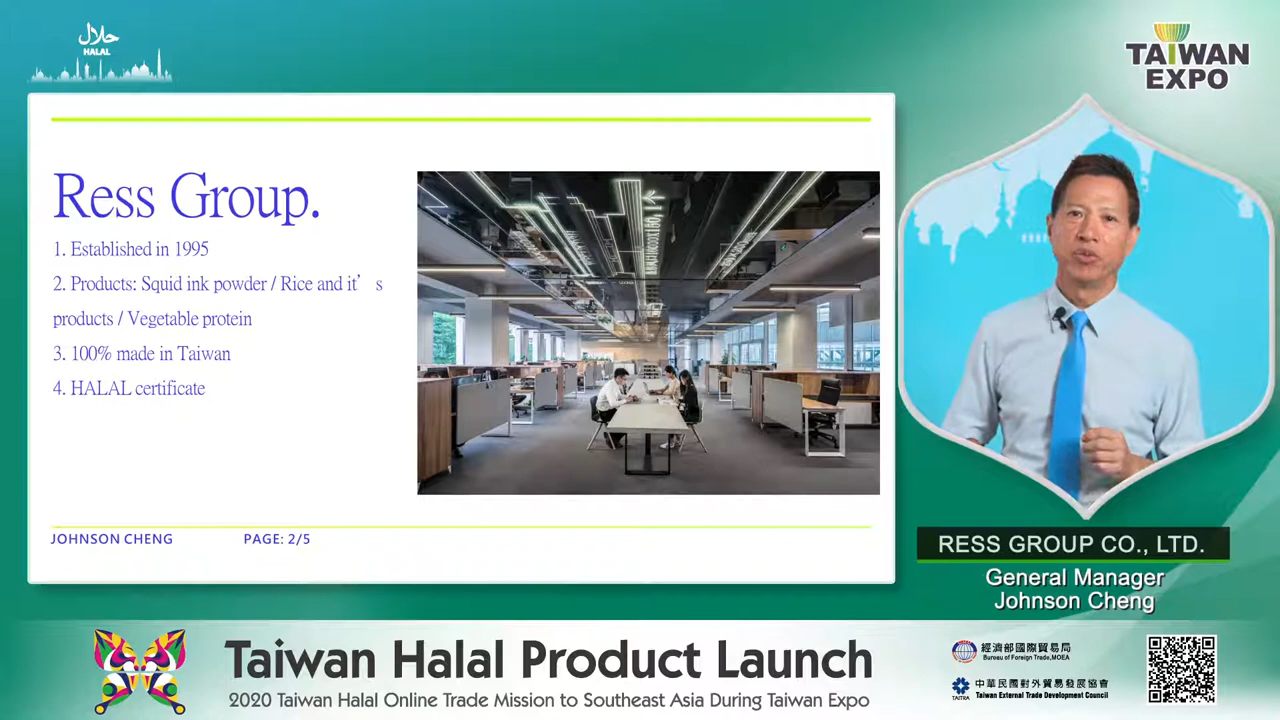 حلال
HALAL
TAIWAN
EXPO
Ress Group.
1. Established in 1995
2. Products: Squid ink powder / Rice and it’ s
products / Vegetable protein
3. 100% made in Taiwan
4. HALAL certificate
JOHNSON CHENG
PAGE: 2/5
RESS GROUP CO., LTD.
General Manager
Johnson Cheng
Taiwan Halal Product Launch
2020 Taiwan Halal Online Trade Mission to Southeast Asia During Taiwan Expo
經濟部國際貿易局
Bureau of Foreign Trade,MOEA
TAITRA
中華民國對外貿易發展協會
Taiwan External Trade Development Council